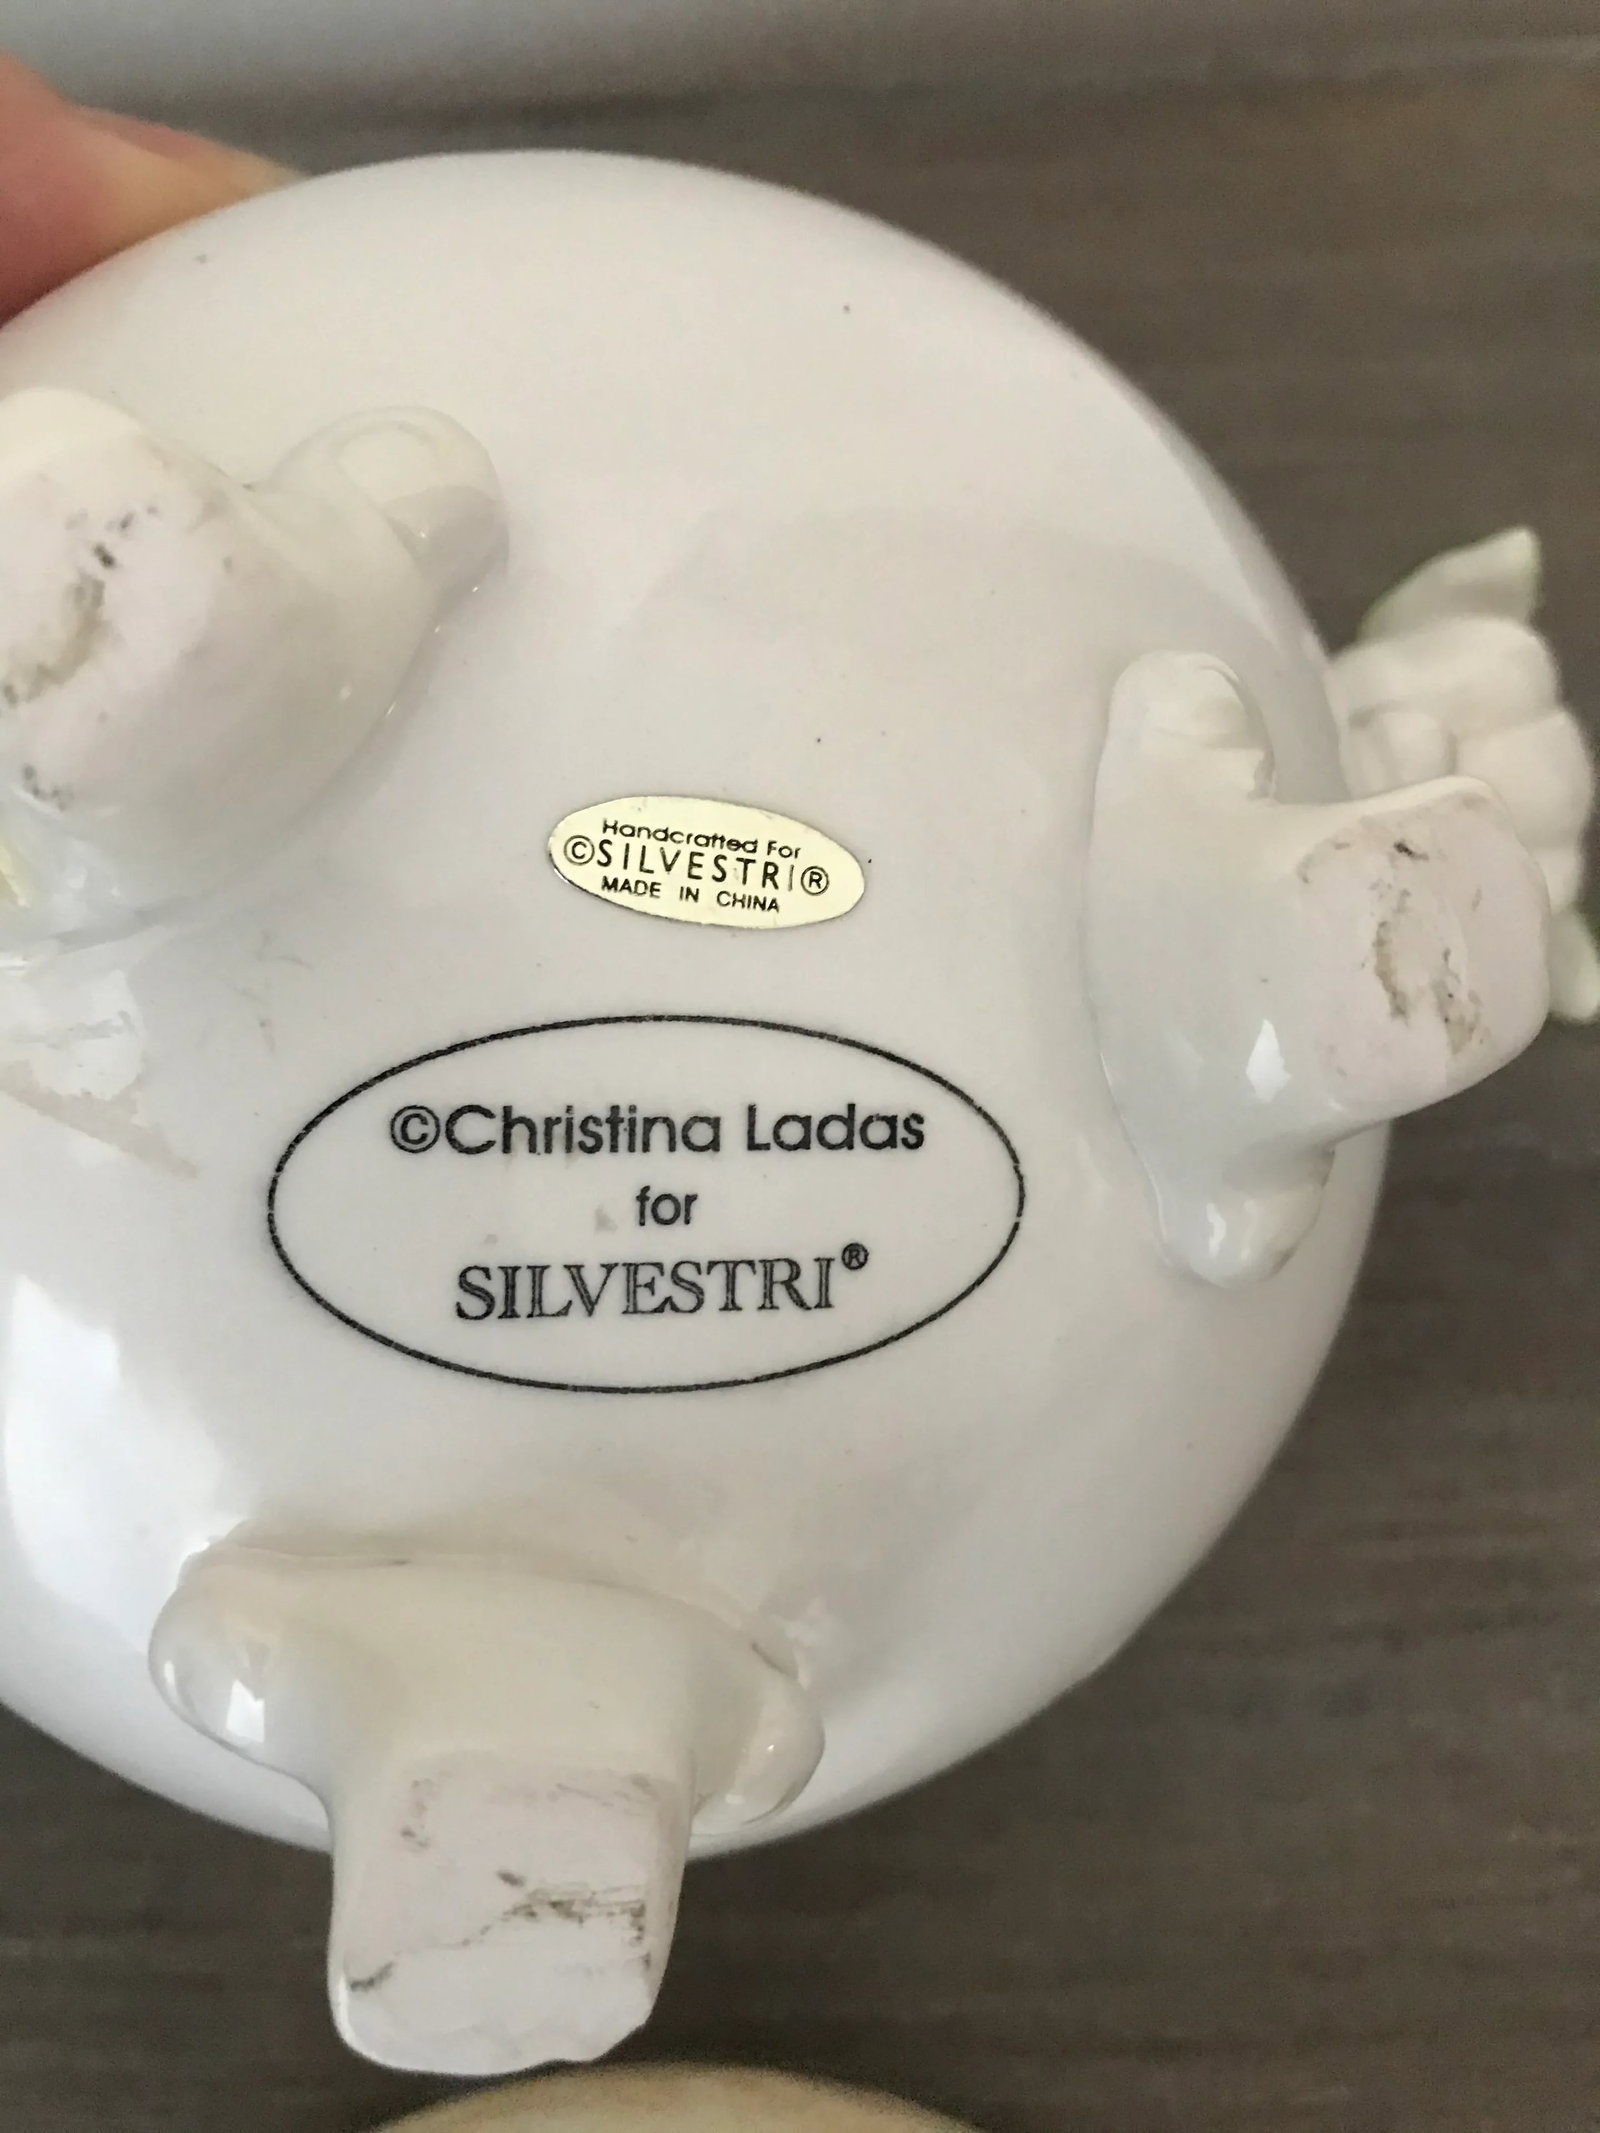 Handcrafted For
©SILVESTRI®
MADE IN CHINA
©Christina Ladas
for
SILVESTRI®